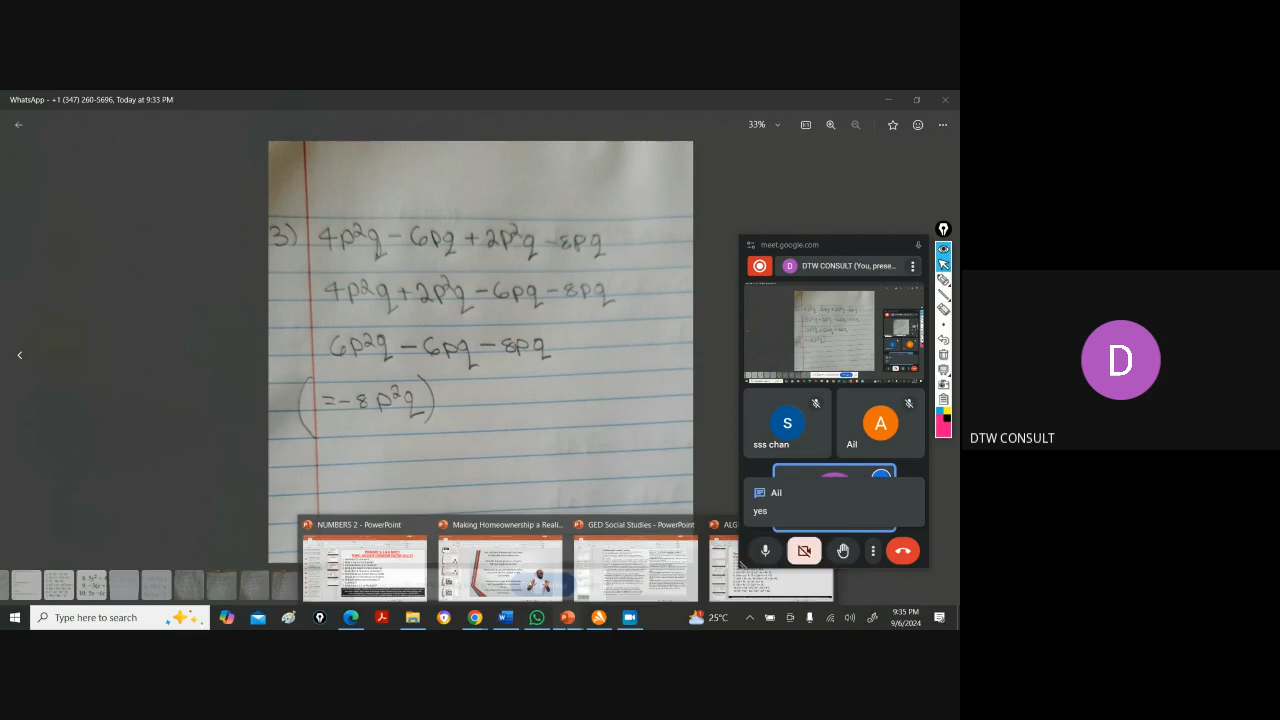 WhatsApp - +1 (347) 260-5696, Today at 9:33 PM
33%
3) 4p²q - 6pq + 2p²q - 8pq
4p²q + 2p²q - 6pq - 8pq
6p²q - 6pq - 8pq
(= - 8p²q)
meet.google.com
D DTW CONSULT (You, prese...
S
sss chan
A
Ail
Ail
yes
NUMBERS 2 - PowerPoint
Making Homeownership a Reali...
GED Social Studies - PowerPoint
ALG
Type here to search
25°C
9:35 PM
9/6/2024
D
DTW CONSULT